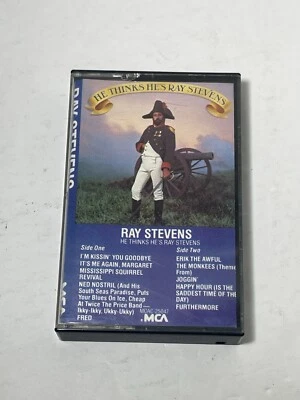 HE THINKS HE'S RAY STEVENS
RAY STEVENS
RAY STEVENS
HE THINKS HE'S RAY STEVENS
Side One
I'M KISSIN' YOU GOODBYE
IT'S ME AGAIN, MARGARET
MISSISSIPPI SQUIRREL
REVIVAL
NED NOSTRIL (And His
South Seas Paradise, Puts
Your Blues On Ice, Cheap
At Twice The Price Band—
Ikky-Ikky, Ukky-Ukky)
FRED
Side Two
ERIK THE AWFUL
THE MONKEES (Theme
From)
JOGGIN'
HAPPY HOUR (IS THE
SADDEST TIME OF THE
DAY)
FURTHERMORE
MCA